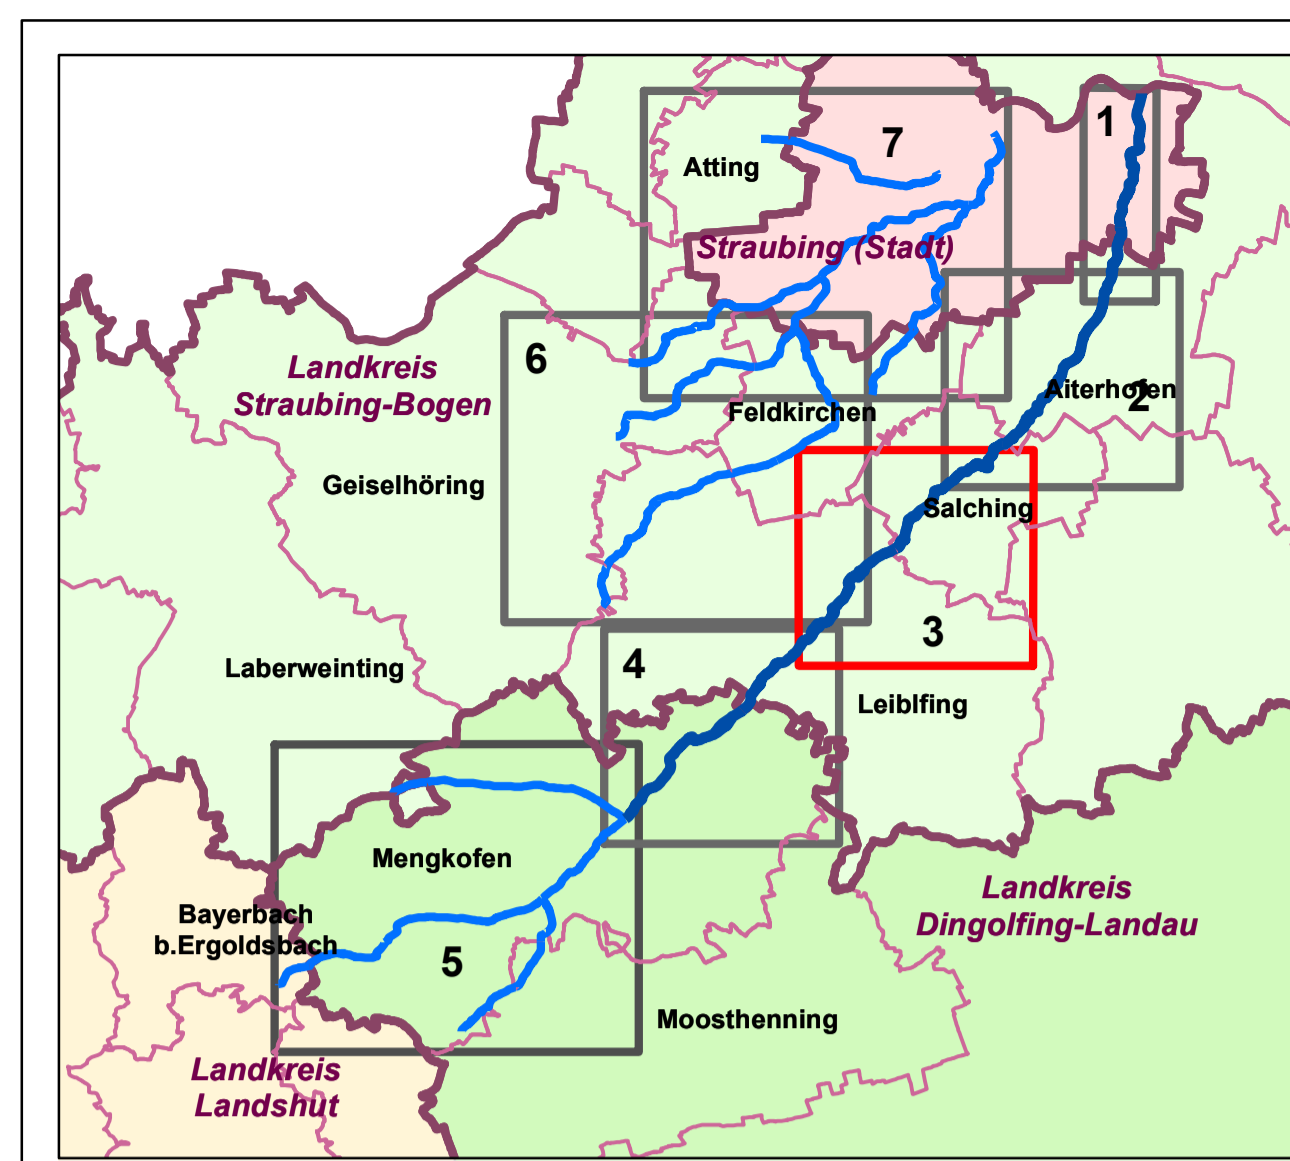 1
7
Atting
Straubing (Stadt)
6
Landkreis
Straubing-Bogen
Aiterhofen
2
Feldkirchen
Geiselhöring
Salching
3
4
Laberweinting
Leiblfing
Mengkofen
Landkreis
Dingolfing-Landau
Bayerbach
b.Ergoldsbach
5
Moosthenning
Landkreis
Landshut